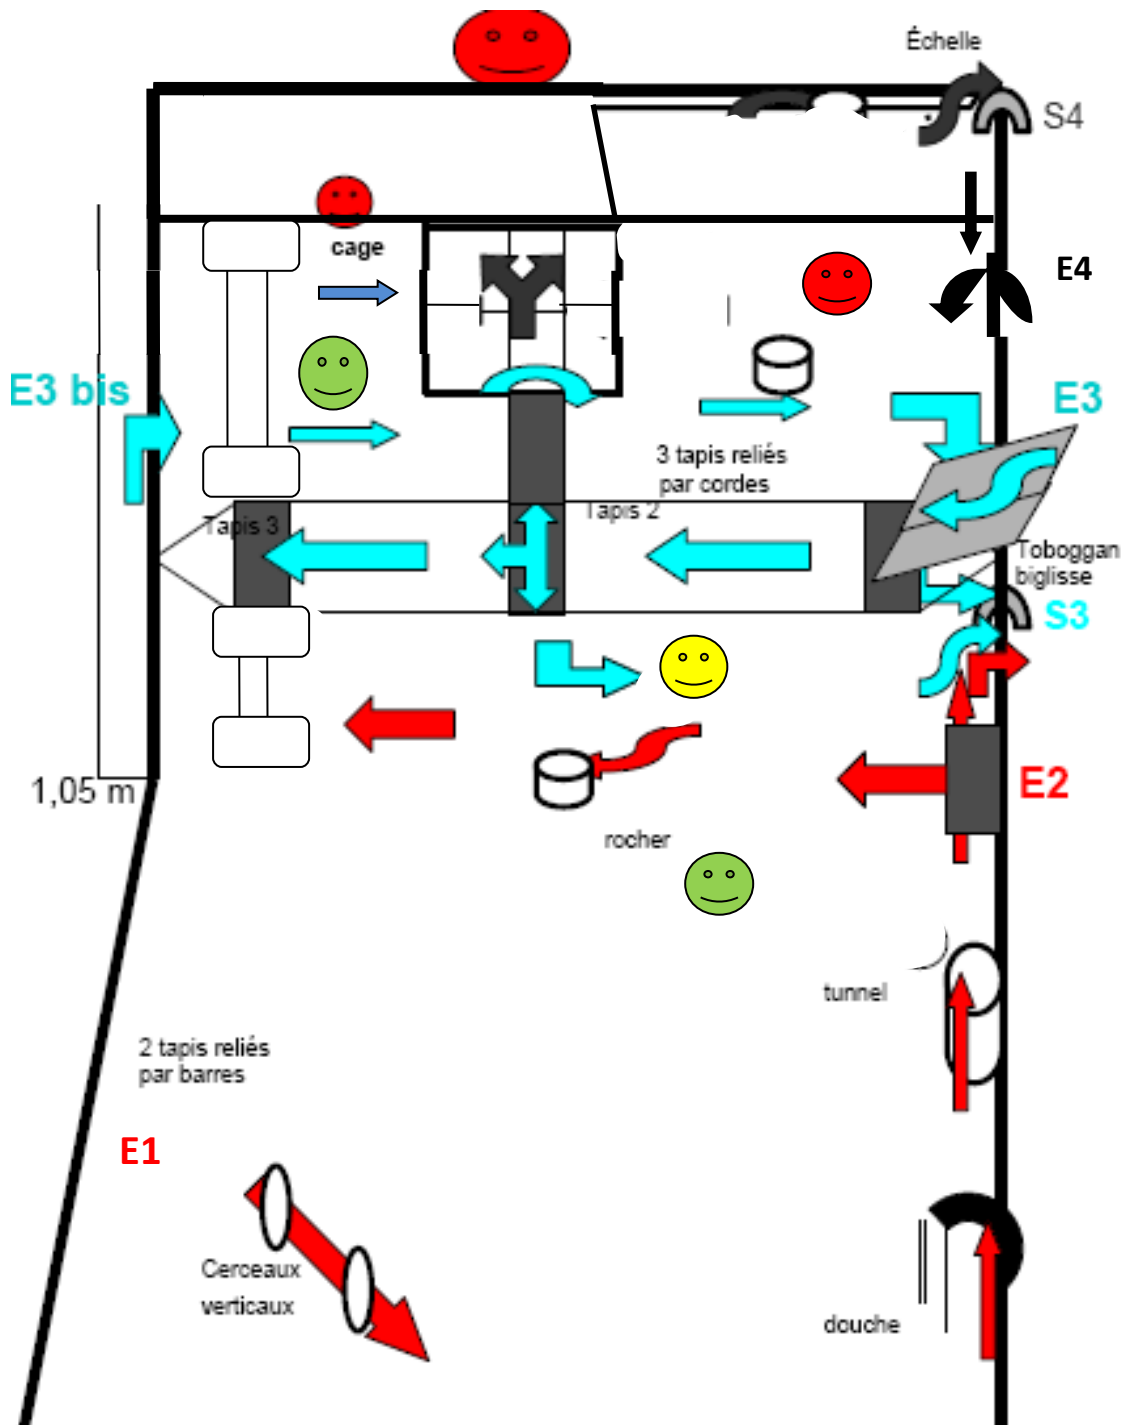 Échelle
S4
cage
E4
E3 bis
E3
3 tapis reliés
par cordes
Tapis 3
Tapis 2
Toboggan
biglisse
S3
1,05 m
E2
rocher
tunnel
2 tapis reliés
par barres
E1
Cerceaux
verticaux
douche